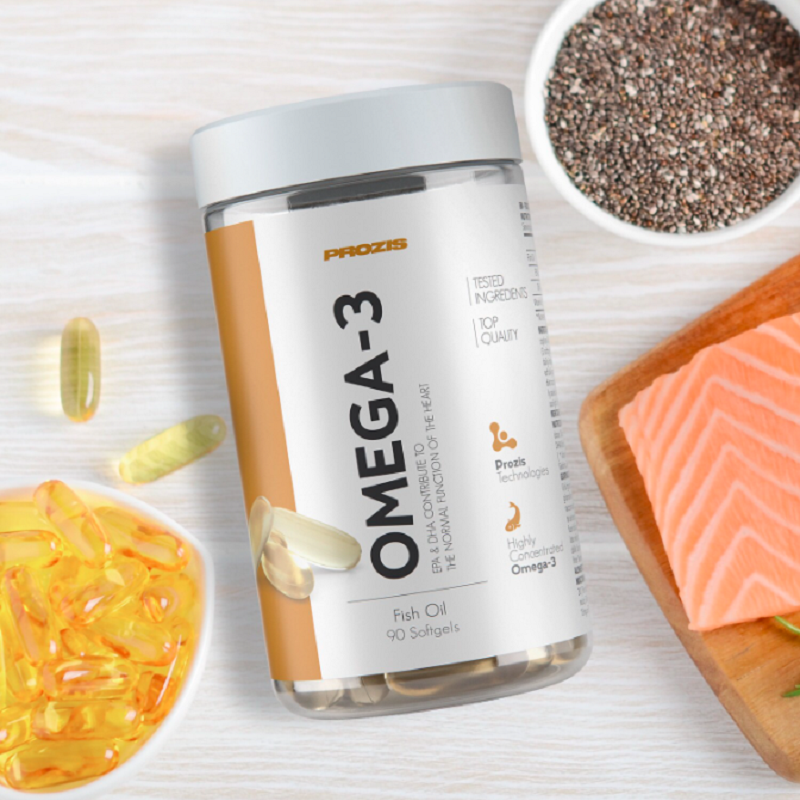 PROZIS
OMEGA-3
EPA & DHA CONTRIBUTE TO
THE NORMAL FUNCTION OF THE HEART
Fish Oil
90 Softgels
TESTED
INGREDIENTS
TOP
QUALITY
Prozis
Technologies
Highly
Concentrated
Omega-3